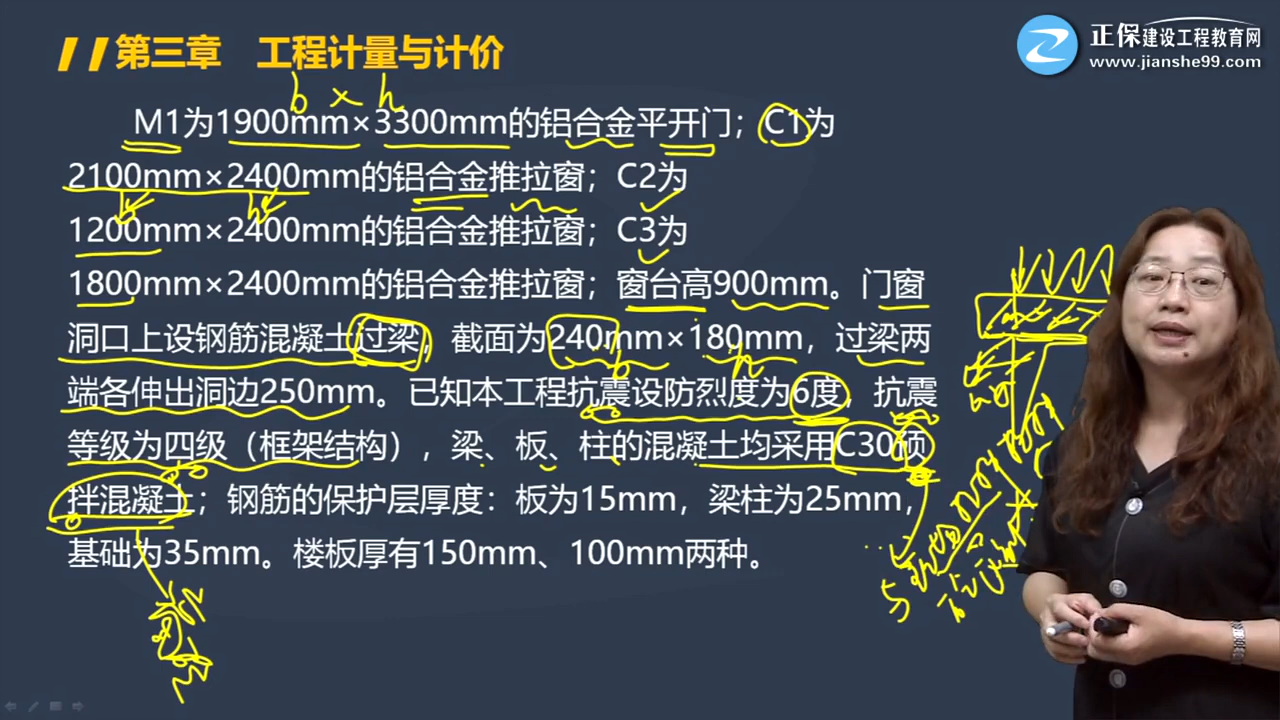 第三章 工程计量与计价
正保建设工程教育网
www.jianshe99.com
b×h
M1为1900mm×3300mm的铝合金平开门；C1为
2100mm×2400mm的铝合金推拉窗；C2为
b h
1200mm×2400mm的铝合金推拉窗；C3为
1800mm×2400mm的铝合金推拉窗；窗台高900mm。门窗
洞口上设钢筋混凝土过梁，截面为240mm×180mm，过梁两
b h
端各伸出洞边250mm。已知本工程抗震设防烈度为6度，抗震
等级为四级（框架结构），梁、板、柱的混凝土均采用C30预
拌混凝土；钢筋的保护层厚度：板为15mm，梁柱为25mm，
基础为35mm。楼板厚有150mm、100mm两种。